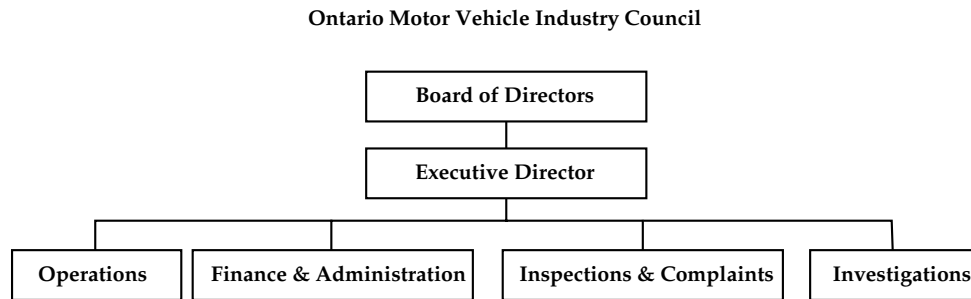 Ontario Motor Vehicle Industry Council
Board of Directors
Executive Director
Operations
Finance & Administration
Inspections & Complaints
Investigations